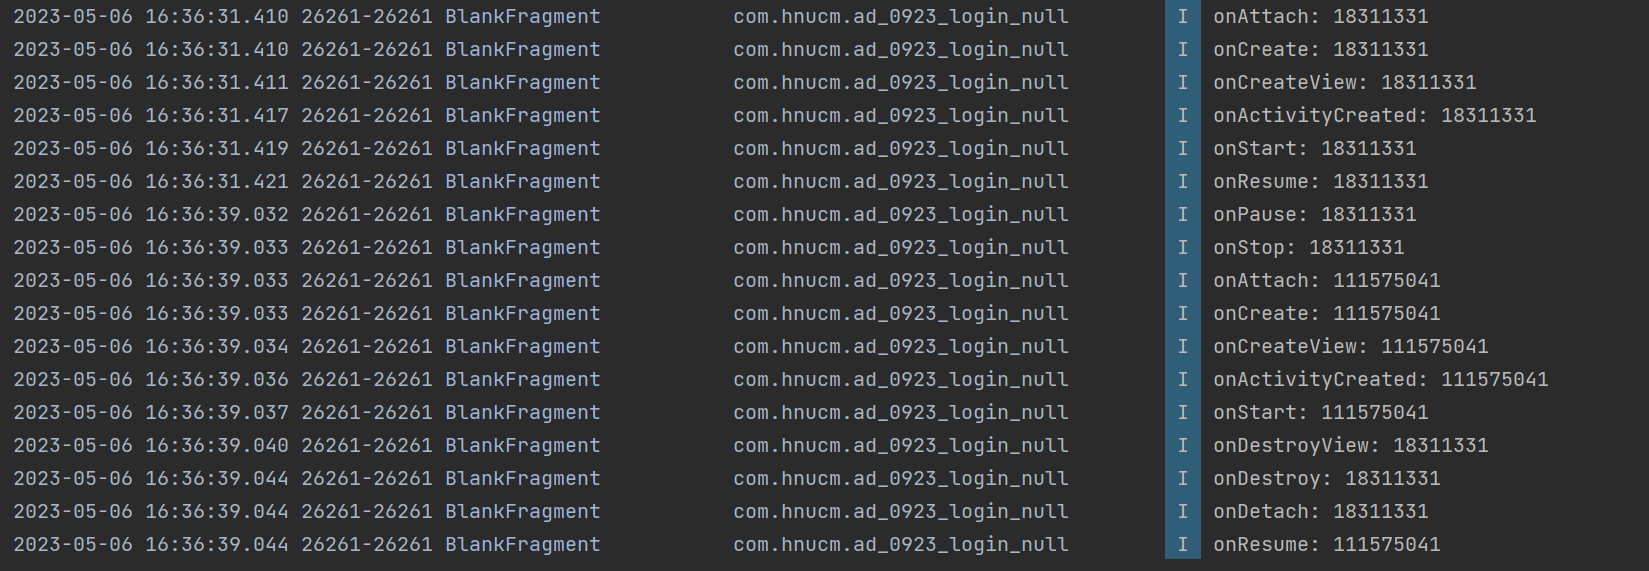 2023-05-06 16:36:31.410 26261-26261 BlankFragment com.hnucm.ad_0923_login_null I onAttach: 18311331
2023-05-06 16:36:31.410 26261-26261 BlankFragment com.hnucm.ad_0923_login_null I onCreate: 18311331
2023-05-06 16:36:31.411 26261-26261 BlankFragment com.hnucm.ad_0923_login_null I onCreateView: 18311331
2023-05-06 16:36:31.417 26261-26261 BlankFragment com.hnucm.ad_0923_login_null I onActivityCreated: 18311331
2023-05-06 16:36:31.419 26261-26261 BlankFragment com.hnucm.ad_0923_login_null I onStart: 18311331
2023-05-06 16:36:31.421 26261-26261 BlankFragment com.hnucm.ad_0923_login_null I onResume: 18311331
2023-05-06 16:36:39.032 26261-26261 BlankFragment com.hnucm.ad_0923_login_null I onPause: 18311331
2023-05-06 16:36:39.033 26261-26261 BlankFragment com.hnucm.ad_0923_login_null I onStop: 18311331
2023-05-06 16:36:39.033 26261-26261 BlankFragment com.hnucm.ad_0923_login_null I onAttach: 111575041
2023-05-06 16:36:39.033 26261-26261 BlankFragment com.hnucm.ad_0923_login_null I onCreate: 111575041
2023-05-06 16:36:39.034 26261-26261 BlankFragment com.hnucm.ad_0923_login_null I onCreateView: 111575041
2023-05-06 16:36:39.036 26261-26261 BlankFragment com.hnucm.ad_0923_login_null I onActivityCreated: 111575041
2023-05-06 16:36:39.037 26261-26261 BlankFragment com.hnucm.ad_0923_login_null I onStart: 111575041
2023-05-06 16:36:39.040 26261-26261 BlankFragment com.hnucm.ad_0923_login_null I onDestroyView: 18311331
2023-05-06 16:36:39.044 26261-26261 BlankFragment com.hnucm.ad_0923_login_null I onDestroy: 18311331
2023-05-06 16:36:39.044 26261-26261 BlankFragment com.hnucm.ad_0923_login_null I onDetach: 18311331
2023-05-06 16:36:39.044 26261-26261 BlankFragment com.hnucm.ad_0923_login_null I onResume: 111575041